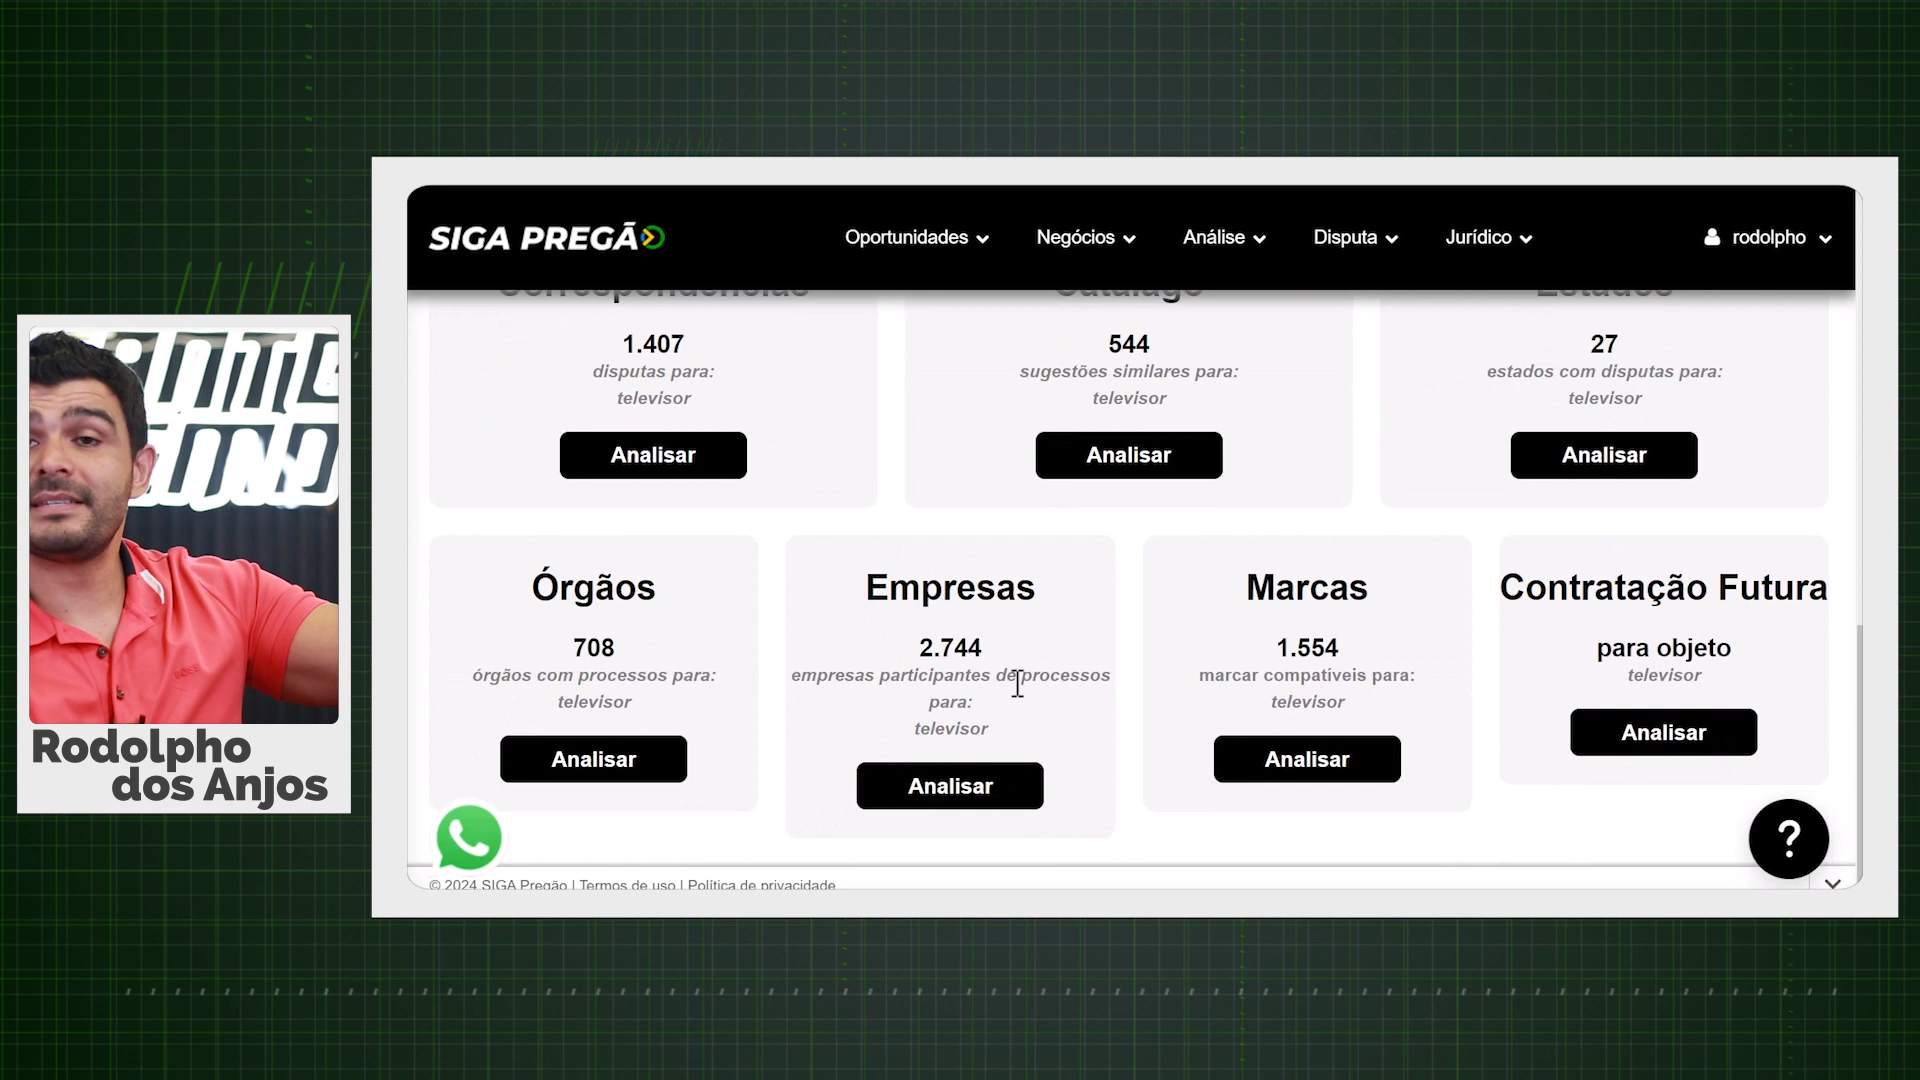 SIGA PREGÃO
Oportunidades
Negócios
Análise
Disputa
Jurídico
rodolpho
Correspondências
Catálago
Estados
1.407
disputas para:
televisor
Analisar
544
sugestões similares para:
televisor
Analisar
27
estados com disputas para:
televisor
Analisar
Órgãos
708
órgãos com processos para:
televisor
Analisar
Empresas
2.744
empresas participantes de processos
para:
televisor
Analisar
Marcas
1.554
marcar compatíveis para:
televisor
Analisar
Contratação Futura
para objeto
televisor
Analisar
?
© 2024 SIGA Pregão | Termos de uso | Política de privacidade
Rodolpho
dos Anjos